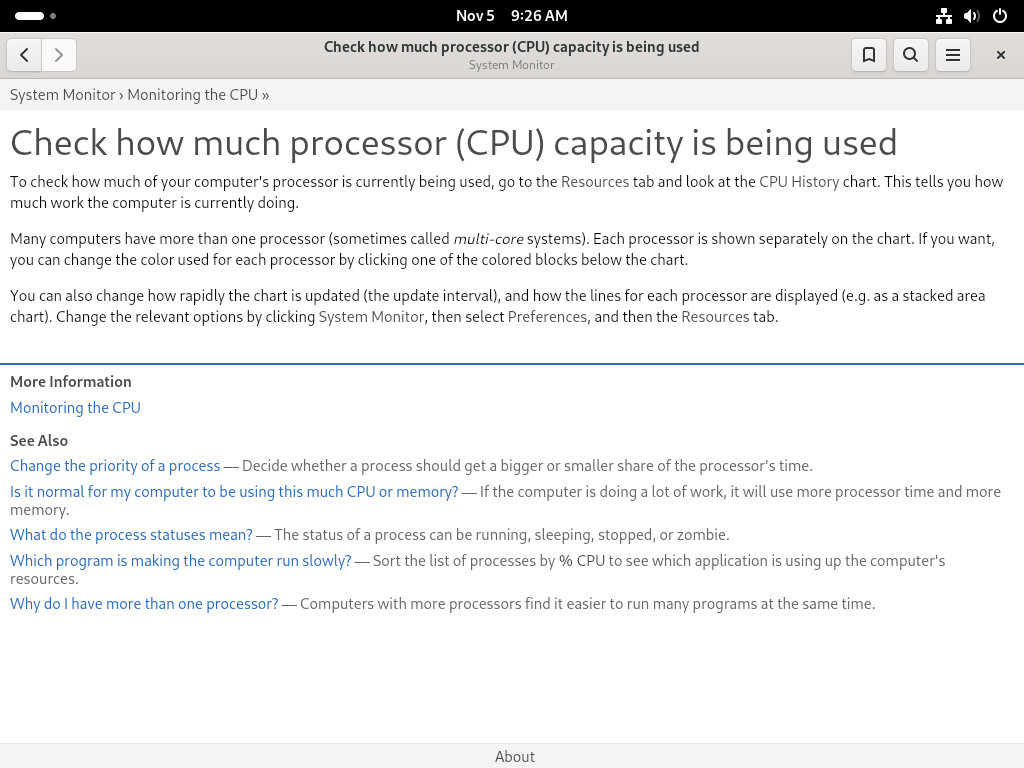 Nov 5 9:26 AM
Check how much processor (CPU) capacity is being used
System Monitor
System Monitor › Monitoring the CPU »
Check how much processor (CPU) capacity is being used
To check how much of your computer's processor is currently being used, go to the Resources tab and look at the CPU History chart. This tells you how
much work the computer is currently doing.
Many computers have more than one processor (sometimes called multi-core systems). Each processor is shown separately on the chart. If you want,
you can change the color used for each processor by clicking one of the colored blocks below the chart.
You can also change how rapidly the chart is updated (the update interval), and how the lines for each processor are displayed (e.g. as a stacked area
chart). Change the relevant options by clicking System Monitor, then select Preferences, and then the Resources tab.
More Information
Monitoring the CPU
See Also
Change the priority of a process — Decide whether a process should get a bigger or smaller share of the processor's time.
Is it normal for my computer to be using this much CPU or memory? — If the computer is doing a lot of work, it will use more processor time and more
memory.
What do the process statuses mean? — The status of a process can be running, sleeping, stopped, or zombie.
Which program is making the computer run slowly? — Sort the list of processes by % CPU to see which application is using up the computer's
resources.
Why do I have more than one processor? — Computers with more processors find it easier to run many programs at the same time.
About